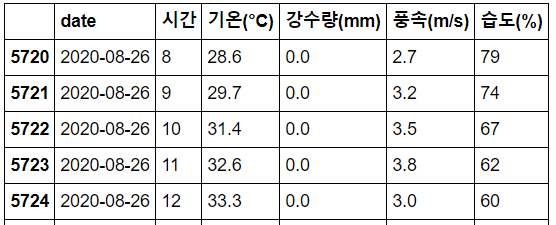 date 시간 기온(°C) 강수량(mm) 풍속(m/s) 습도(%)
5720 2020-08-26 8 28.6 0.0 2.7 79
5721 2020-08-26 9 29.7 0.0 3.2 74
5722 2020-08-26 10 31.4 0.0 3.5 67
5723 2020-08-26 11 32.6 0.0 3.8 62
5724 2020-08-26 12 33.3 0.0 3.0 60